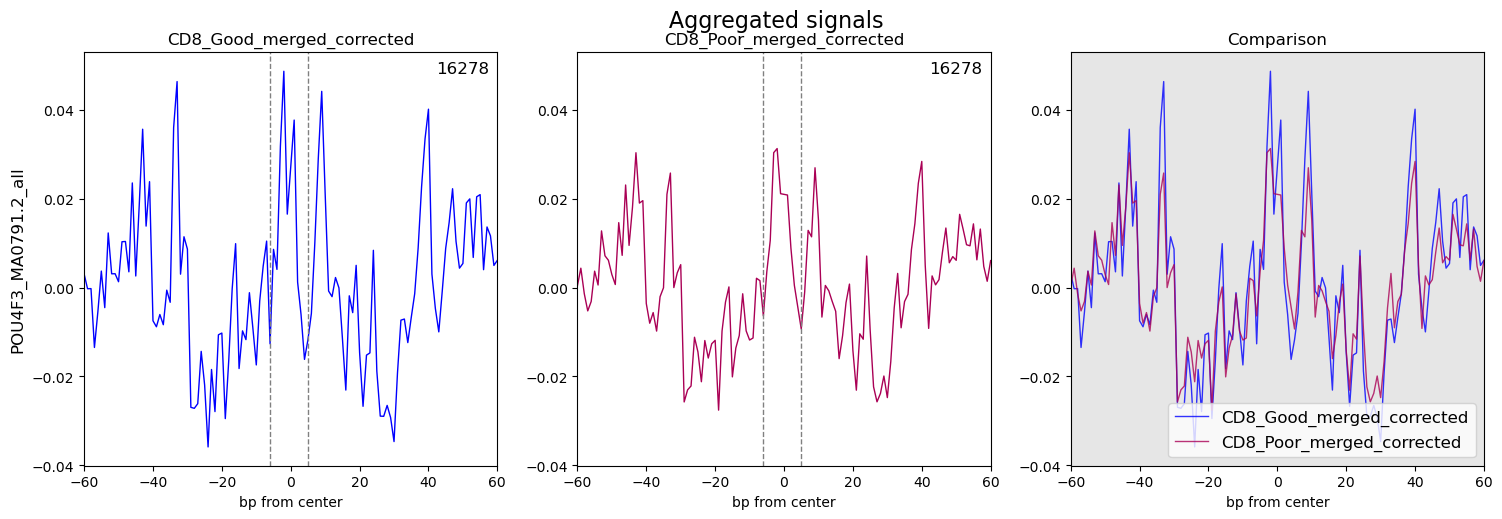 Aggregated signals
CD8_Good_merged_corrected
CD8_Poor_merged_corrected
Comparison
POU4F3_MA0791.2_all
16278
16278
0.04
0.02
0.00
−0.02
−0.04
−60 −40 −20 0 20 40 60
bp from center
0.04
0.02
0.00
−0.02
−0.04
−60 −40 −20 0 20 40 60
bp from center
0.04
0.02
0.00
−0.02
−0.04
−60 −40 −20 0 20 40 60
bp from center
CD8_Good_merged_corrected
CD8_Poor_merged_corrected